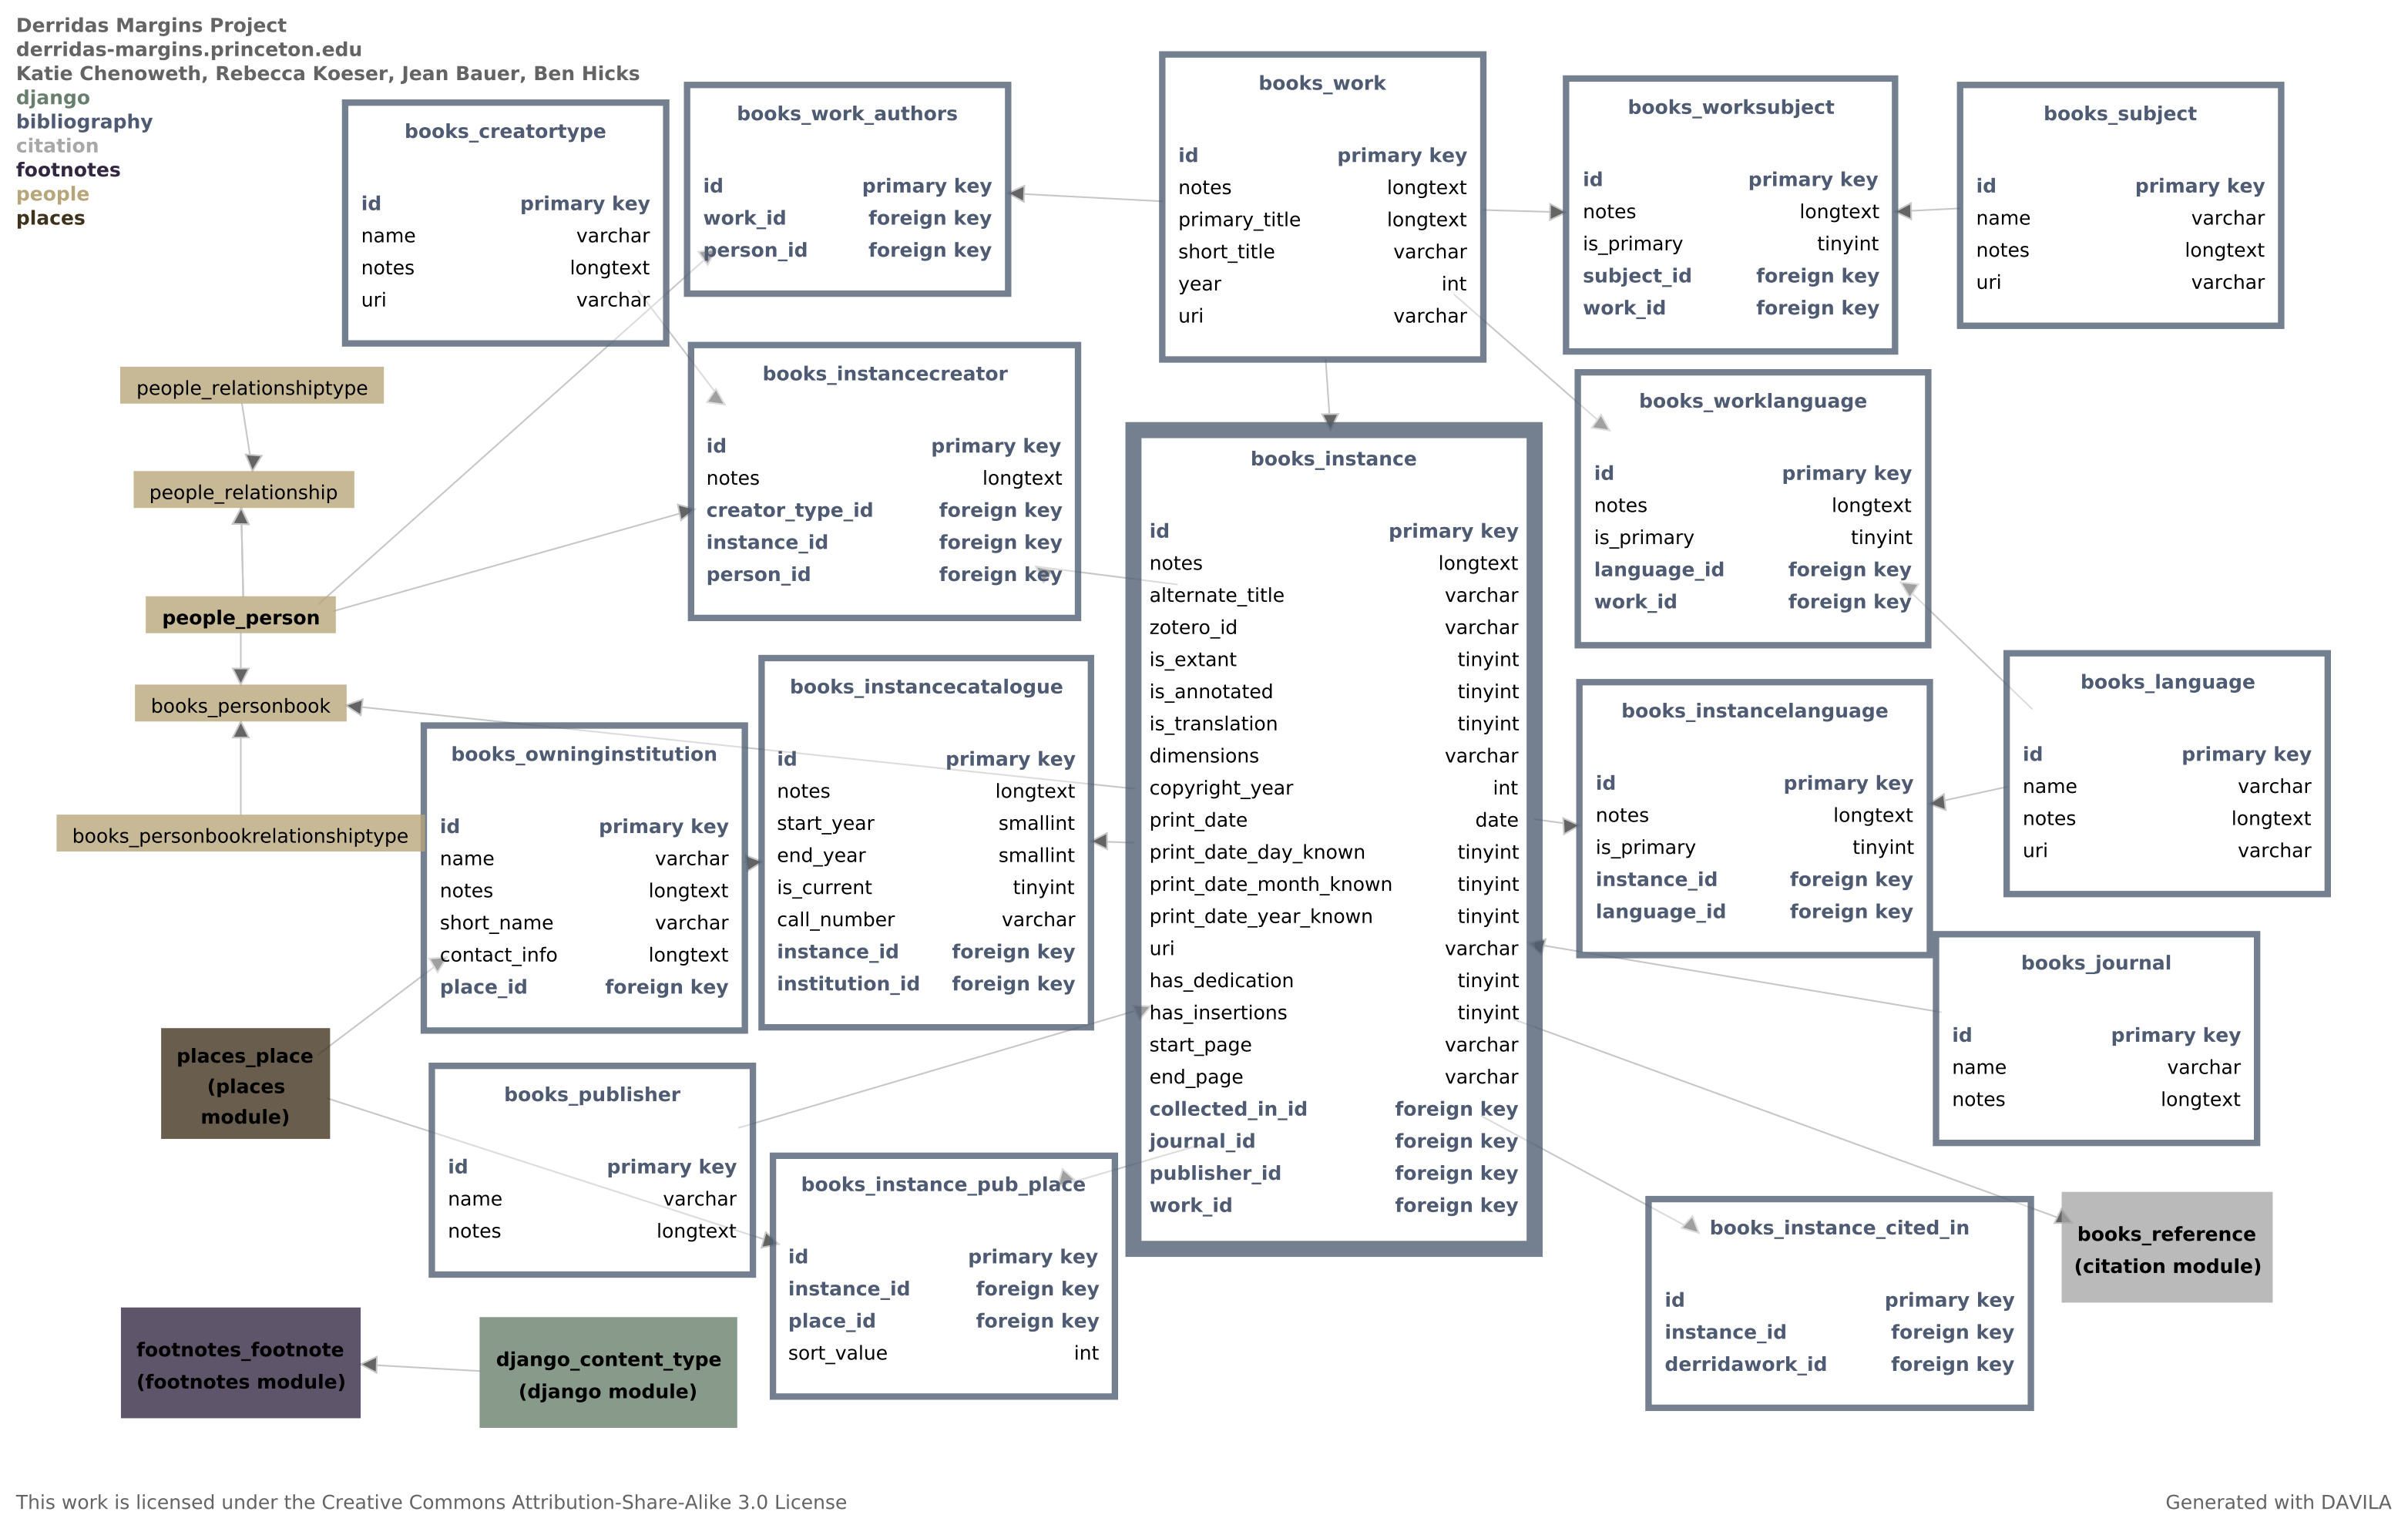 Derridas Margins Project
derridas-margins.princeton.edu
Katie Chenoweth, Rebecca Koeser, Jean Bauer, Ben Hicks
django
bibliography
citation
footnotes
people
places
books_creatortype
id primary key
name varchar
notes longtext
uri varchar
books_work_authors
id primary key
work_id foreign key
person_id foreign key
books_work
id primary key
notes longtext
primary_title longtext
short_title varchar
year int
uri varchar
books_worksubject
id primary key
notes longtext
is_primary tinyint
subject_id foreign key
work_id foreign key
books_subject
id primary key
name varchar
notes longtext
uri varchar
people_relationshiptype
people_relationship
people_person
books_personbook
books_personbookrelationshiptype
books_instancecreator
id primary key
notes longtext
creator_type_id foreign key
instance_id foreign key
person_id foreign key
books_instance
id primary key
notes longtext
alternate_title varchar
zotero_id varchar
is_extant tinyint
is_annotated tinyint
is_translation tinyint
dimensions varchar
copyright_year int
print_date date
print_date_day_known tinyint
print_date_month_known tinyint
print_date_year_known tinyint
uri varchar
has_dedication tinyint
has_insertions tinyint
start_page varchar
end_page varchar
collected_in_id foreign key
journal_id foreign key
publisher_id foreign key
work_id foreign key
books_worklanguage
id primary key
notes longtext
is_primary tinyint
language_id foreign key
work_id foreign key
books_owninginstitution
id primary key
name varchar
notes longtext
short_name varchar
contact_info longtext
place_id foreign key
books_instancecatalogue
id primary key
notes longtext
start_year smallint
end_year smallint
is_current tinyint
call_number varchar
instance_id foreign key
institution_id foreign key
books_instancelanguage
id primary key
notes longtext
is_primary tinyint
instance_id foreign key
language_id foreign key
books_language
id primary key
name varchar
notes longtext
uri varchar
books_journal
id primary key
name varchar
notes longtext
places_place
(places
module)
books_publisher
id primary key
name varchar
notes longtext
books_instance_pub_place
id primary key
instance_id foreign key
place_id foreign key
sort_value int
books_instance_cited_in
id primary key
instance_id foreign key
derridawork_id foreign key
books_reference
(citation module)
footnotes_footnote
(footnotes module)
django_content_type
(django module)
This work is licensed under the Creative Commons Attribution-Share-Alike 3.0 License
Generated with DAVILA